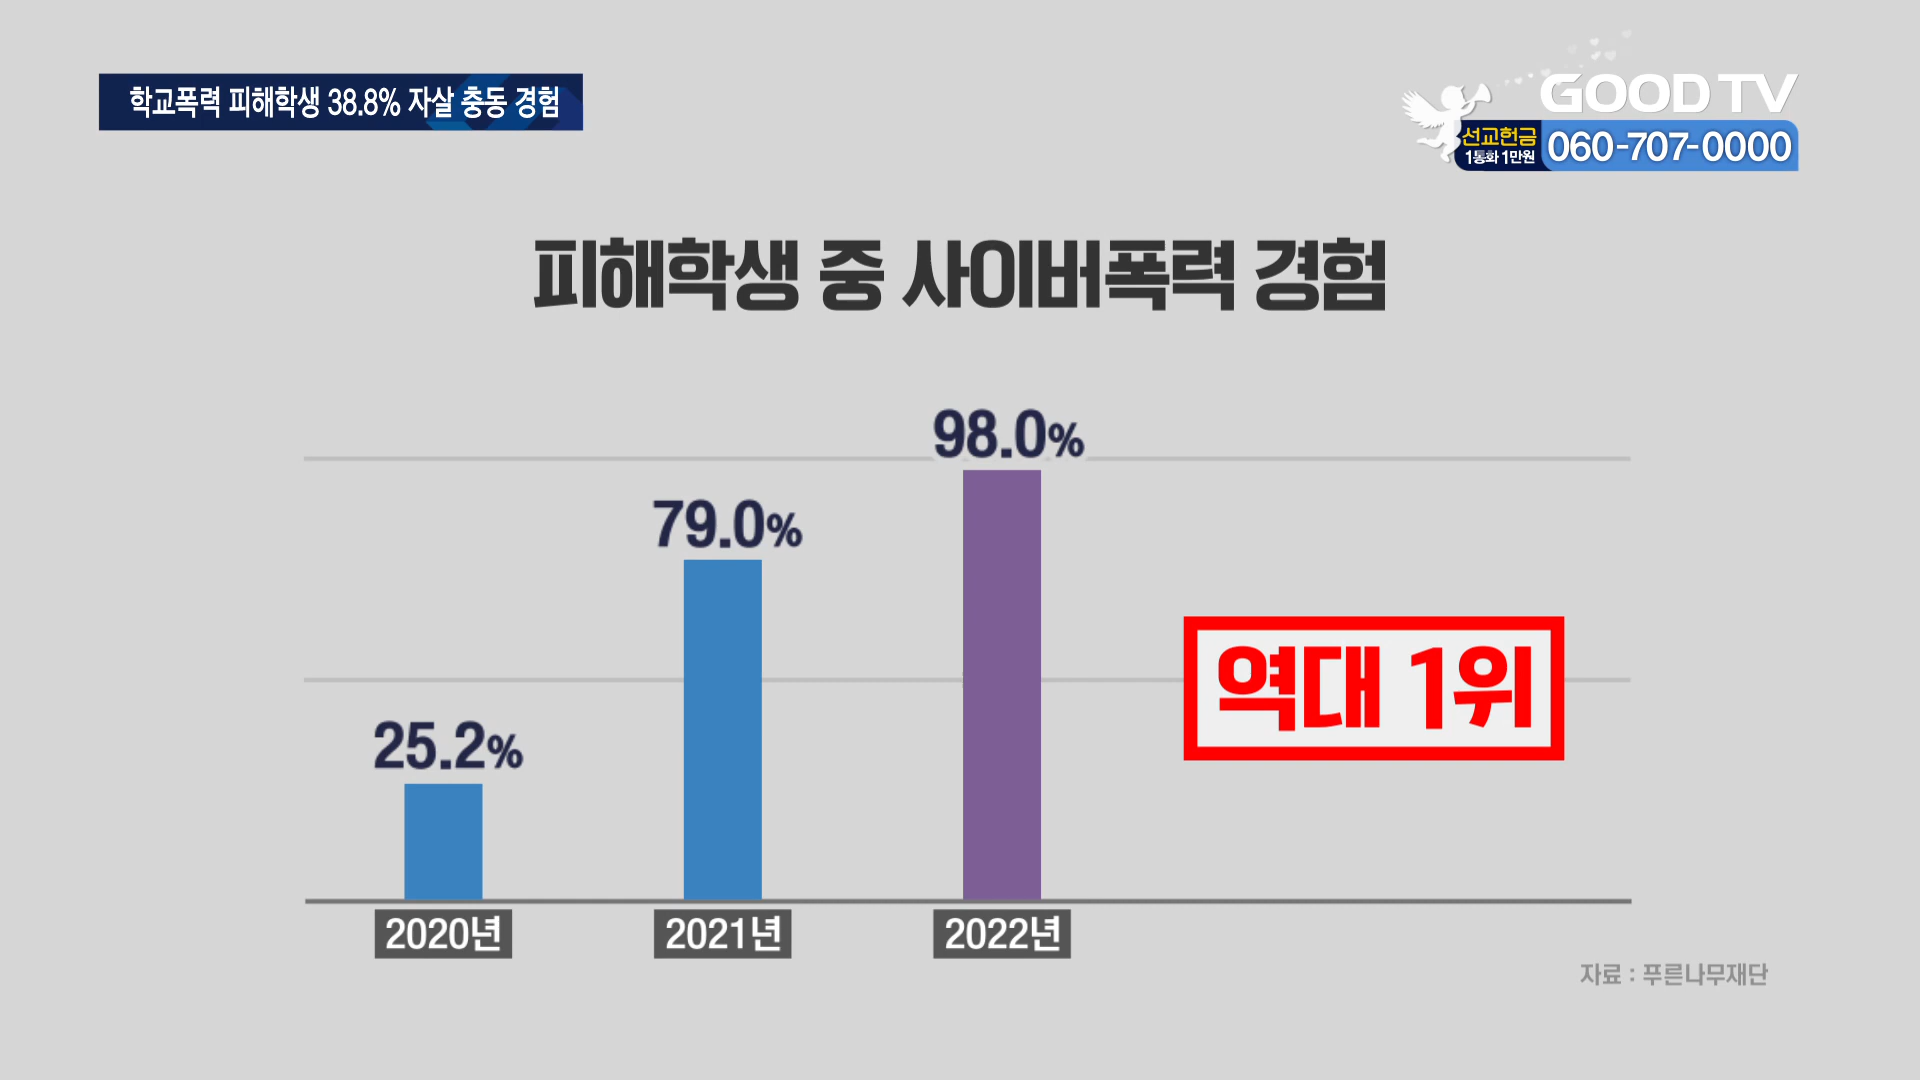 학교폭력 피해학생 38.8% 자살 충동 경험
GOOD TV
선교헌금
1통화 1만원
060-707-0000
피해학생 중 사이버폭력 경험
98.0%
79.0%
25.2%
역대 1위
2020년
2021년
2022년
자료 : 푸른나무재단